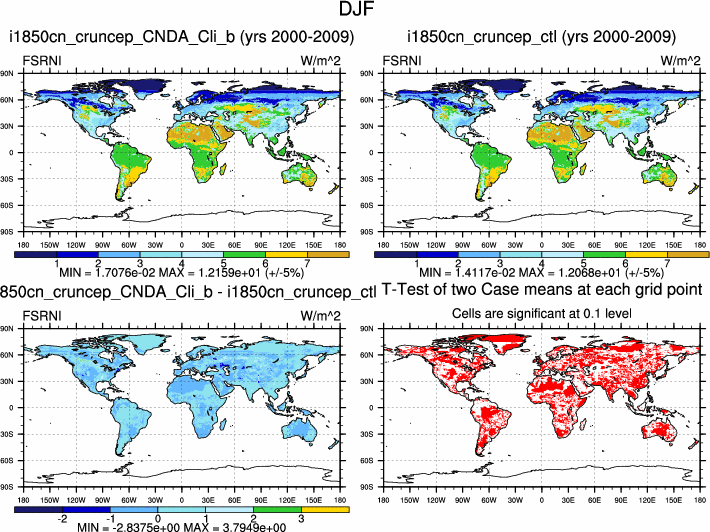 DJF
i1850cn_cruncep_CNDA_Cli_b (yrs 2000-2009)
FSRNI W/m^2
90N
60N
30N
0
30S
60S
90S
180 150W 120W 90W 60W 30W 0 30E 60E 90E 120E 150E 180
1 2 3 4 5 6 7
MIN = 1.7076e-02 MAX = 1.2159e+01 (+/-5%)
i1850cn_cruncep_ctl (yrs 2000-2009)
FSRNI W/m^2
90N
60N
30N
0
30S
60S
90S
180 150W 120W 90W 60W 30W 0 30E 60E 90E 120E 150E 180
1 2 3 4 5 6 7
MIN = 1.4117e-02 MAX = 1.2068e+01 (+/-5%)
850cn_cruncep_CNDA_Cli_b - i1850cn_cruncep_ctl
FSRNI W/m^2
90N
60N
30N
0
30S
60S
90S
180 150W 120W 90W 60W 30W 0 30E 60E 90E 120E 150E 180
-2 -1 0 1 2 3
MIN = -2.8375e+00 MAX = 3.7949e+00
T-Test of two Case means at each grid point
Cells are significant at 0.1 level
90N
60N
30N
0
30S
60S
90S
180 150W 120W 90W 60W 30W 0 30E 60E 90E 120E 150E 180